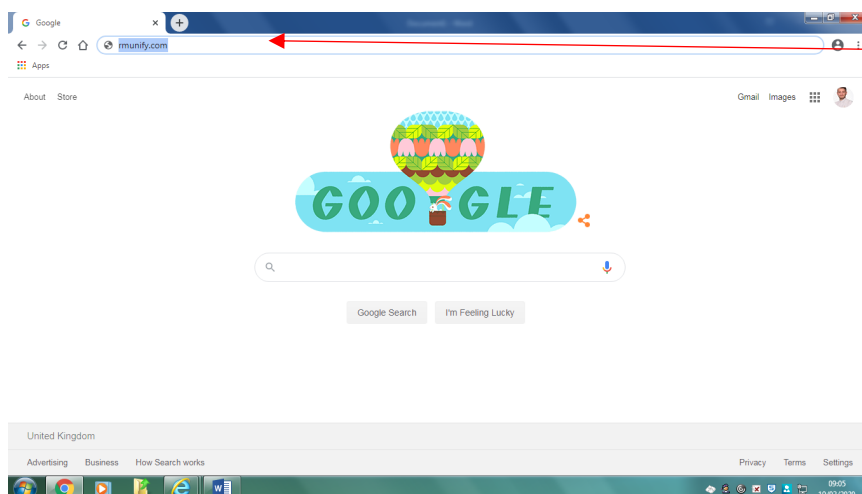 Google
rmunify.com
Apps
About Store
Gmail Images
GOOGLE
Google Search I'm Feeling Lucky
United Kingdom
Advertising Business How Search works
Privacy Terms Settings
09:05